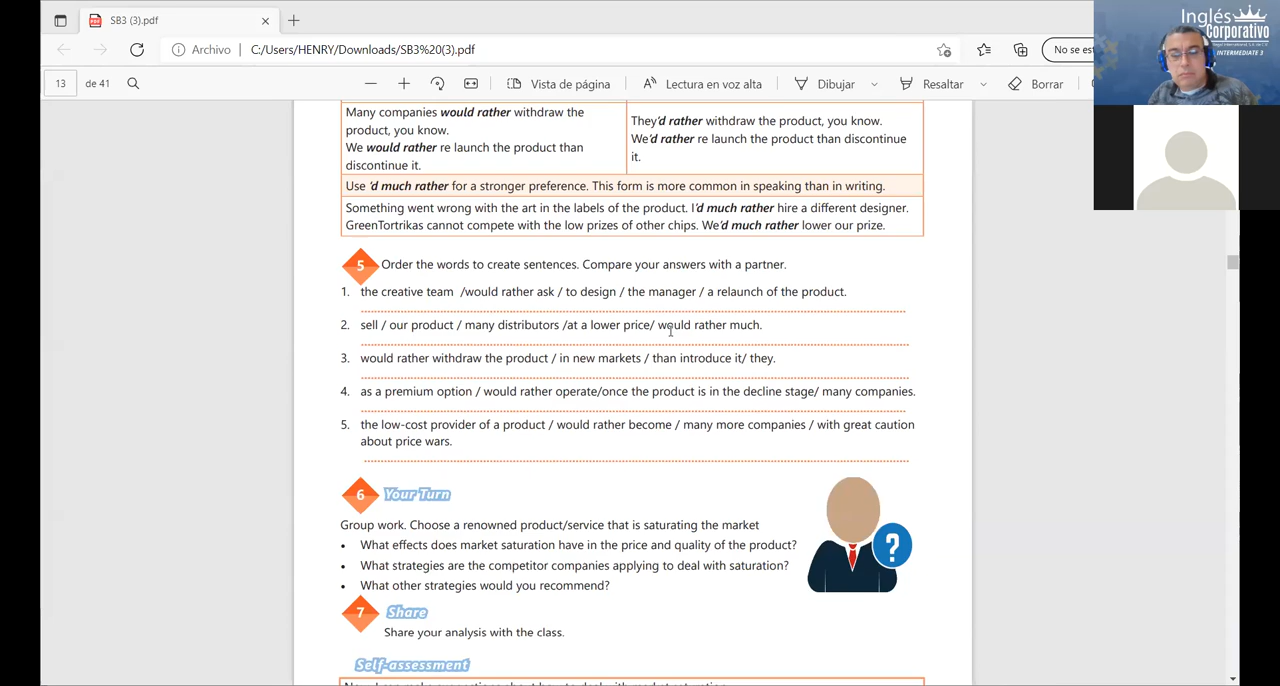 SB3 (3).pdf
Archivo
C:/Users/HENRY/Downloads/SB3%20(3).pdf
No se est
13 de 41
Vista de página
Lectura en voz alta
Dibujar
Resaltar
Borrar
Inglés
Corporativo
INTERMEDIATE 3
Many companies would rather withdraw the
product, you know.
We would rather re launch the product than
discontinue it.
They'd rather withdraw the product, you know.
We'd rather re launch the product than discontinue
it.
Use 'd much rather for a stronger preference. This form is more common in speaking than in writing.
Something went wrong with the art in the labels of the product. I'd much rather hire a different designer.
GreenTortrikas cannot compete with the low prizes of other chips. We'd much rather lower our prize.
5 Order the words to create sentences. Compare your answers with a partner.
1. the creative team /would rather ask / to design / the manager / a relaunch of the product.
2. sell / our product / many distributors /at a lower price/ would rather much.
3. would rather withdraw the product / in new markets / than introduce it/ they.
4. as a premium option / would rather operate/once the product is in the decline stage/ many companies.
5. the low-cost provider of a product / would rather become / many more companies / with great caution
about price wars.
6 Your Turn
Group work. Choose a renowned product/service that is saturating the market
• What effects does market saturation have in the price and quality of the product?
• What strategies are the competitor companies applying to deal with saturation?
• What other strategies would you recommend?
?
7 Share
Share your analysis with the class.
Self-assessment